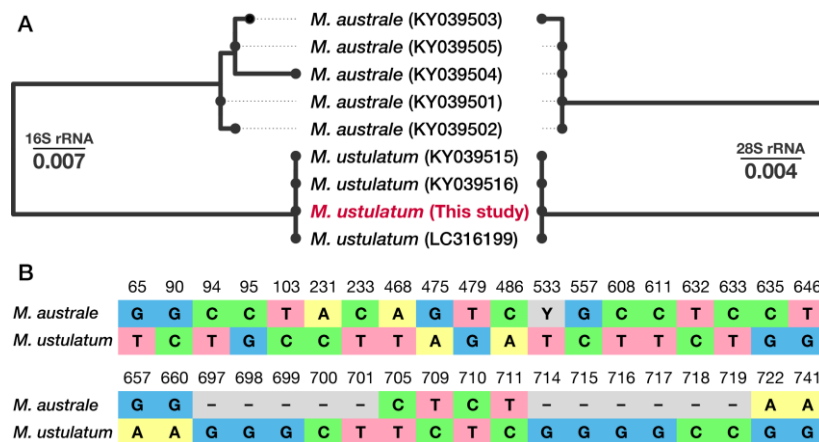 A
M. australe (KY039503)
M. australe (KY039505)
M. australe (KY039504)
M. australe (KY039501)
M. australe (KY039502)
M. ustulatum (KY039515)
M. ustulatum (KY039516)
M. ustulatum (This study)
M. ustulatum (LC316199)
16S rRNA
0.007
28S rRNA
0.004
B
65 90 94 95 103 231 233 468 475 479 486 533 557 608 611 632 633 635 646
M. australe G G C C T A C A G T C Y G C C T C C T
M. ustulatum T C T G C C T T A G A T C T T C T G G
657 660 697 698 699 700 701 705 709 710 711 714 715 716 717 718 719 722 741
M. australe G G – – – – – C T C T – – – – – – A A
M. ustulatum A A G G G C T T C T C G G G G C C G G